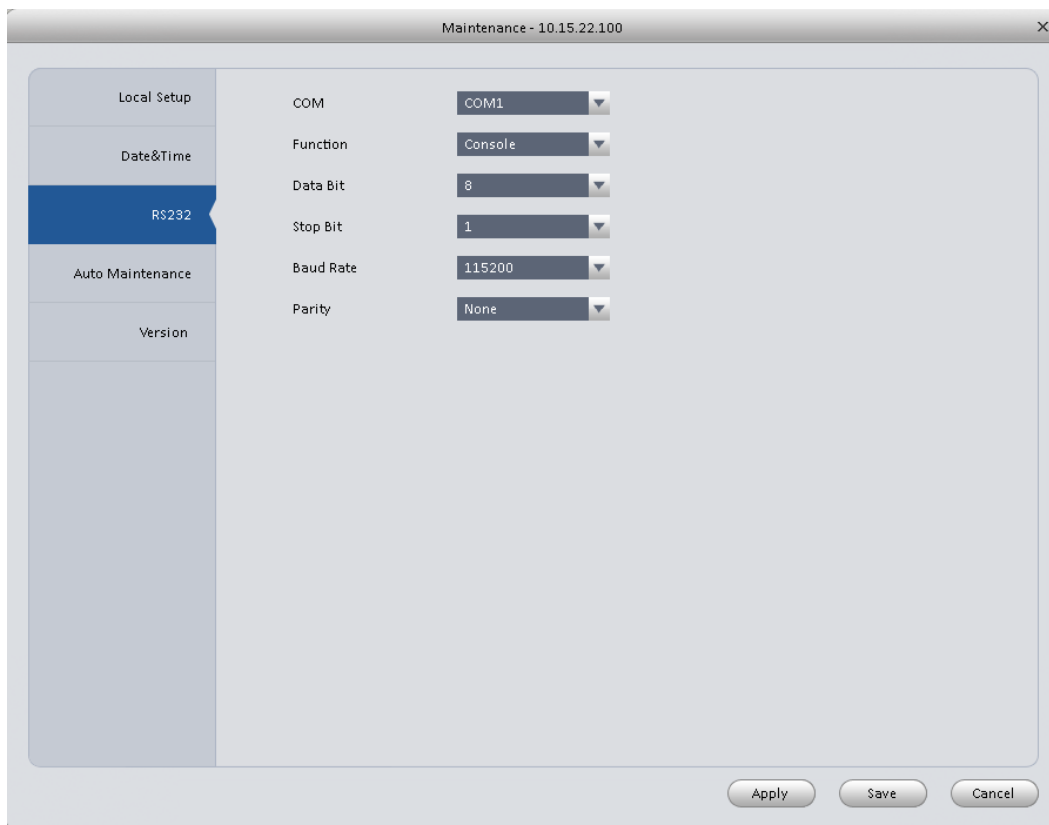 Maintenance - 10.15.22.100
Local Setup
Date&Time
RS232
Auto Maintenance
Version
COM COM1
Function Console
Data Bit 8
Stop Bit 1
Baud Rate 115200
Parity None
Apply Save Cancel